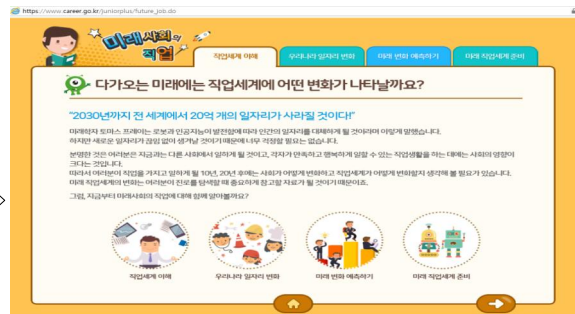 https://www.career.go.kr/juniorplus/future_job.do
미래사회의
직업
직업세계 이해
우리나라 일자리 변화
미래 변화 예측하기
미래 직업세계 준비
다가오는 미래에는 직업세계에 어떤 변화가 나타날까요?
"2030년까지 전 세계에서 20억 개의 일자리가 사라질 것이다!"
미래학자 토마스 프레이는 로봇과 인공지능이 발전함에 따라 인간의 일자리를 대체하게 될 것이라며 이렇게 말했습니다.
하지만 새로운 일자리가 끊임 없이 생겨날 것이기 때문에 너무 걱정할 필요는 없습니다.
분명한 것은 여러분은 지금과는 다른 사회에서 일하게 될 것이고, 각자가 만족하고 행복하게 일할 수 있는 직업생활을 하는 데에는 사회의 영향이
크다는 것입니다.
따라서 여러분이 직업을 가지고 일하게 될 10년, 20년 후에는 사회가 어떻게 변화하고 직업세계가 어떻게 변화할지 생각해 볼 필요가 있습니다.
미래 직업세계의 변화는 여러분이 진로를 탐색할 때 중요하게 참고할 자료가 될 것이기 때문이죠.
그럼, 지금부터 미래사회의 직업에 대해 함께 알아볼까요?
직업세계 이해
우리나라 일자리 변화
미래 변화 예측하기
미래 직업세계 준비